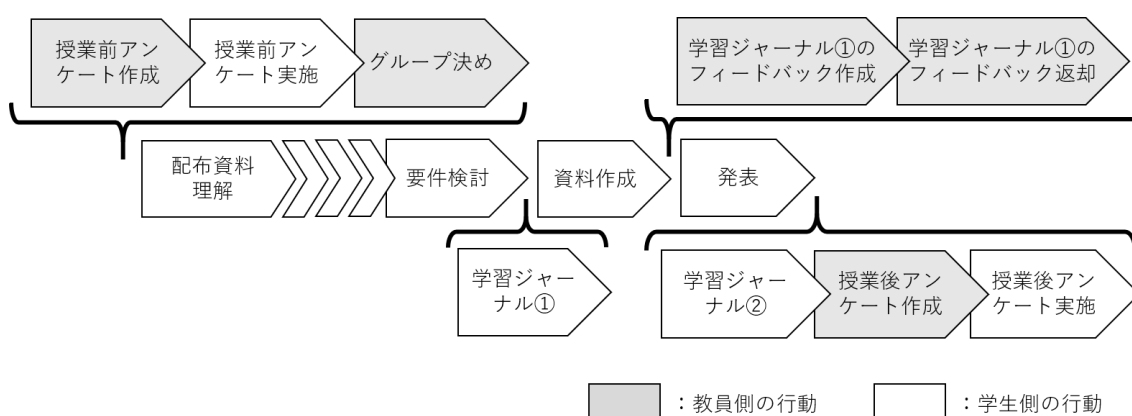 授業前アン
ケート作成
授業前アン
ケート実施
グループ決め
学習ジャーナル①の
フィードバック作成
学習ジャーナル①の
フィードバック返却
配布資料
理解
要件検討
資料作成
発表
学習ジャー
ナル①
学習ジャー
ナル②
授業後アン
ケート作成
授業後アン
ケート実施
：教員側の行動
：学生側の行動